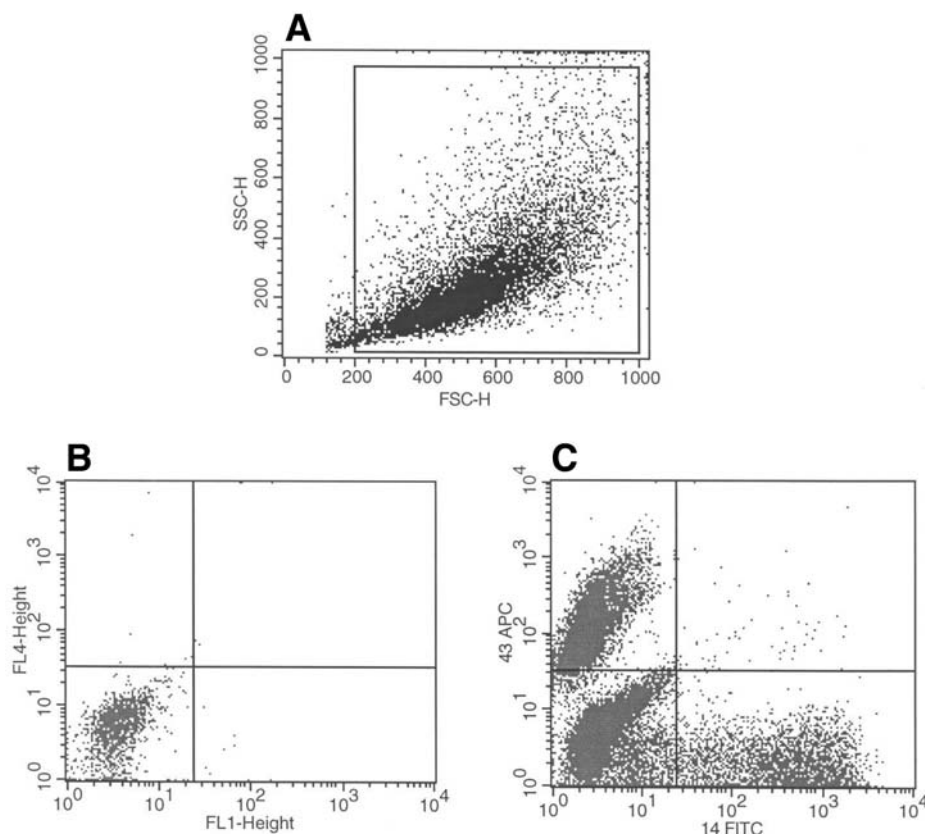 A
1000
800
600
400
200
0
SSC-H
0 200 400 600 800 1000
FSC-H
B
10^4
10^3
10^2
10^1
10^0
FL4-Height
10^0 10^1 10^2 10^3 10^4
FL1-Height
C
10^4
10^3
10^2
10^1
10^0
43 APC
10^0 10^1 10^2 10^3 10^4
14 FITC